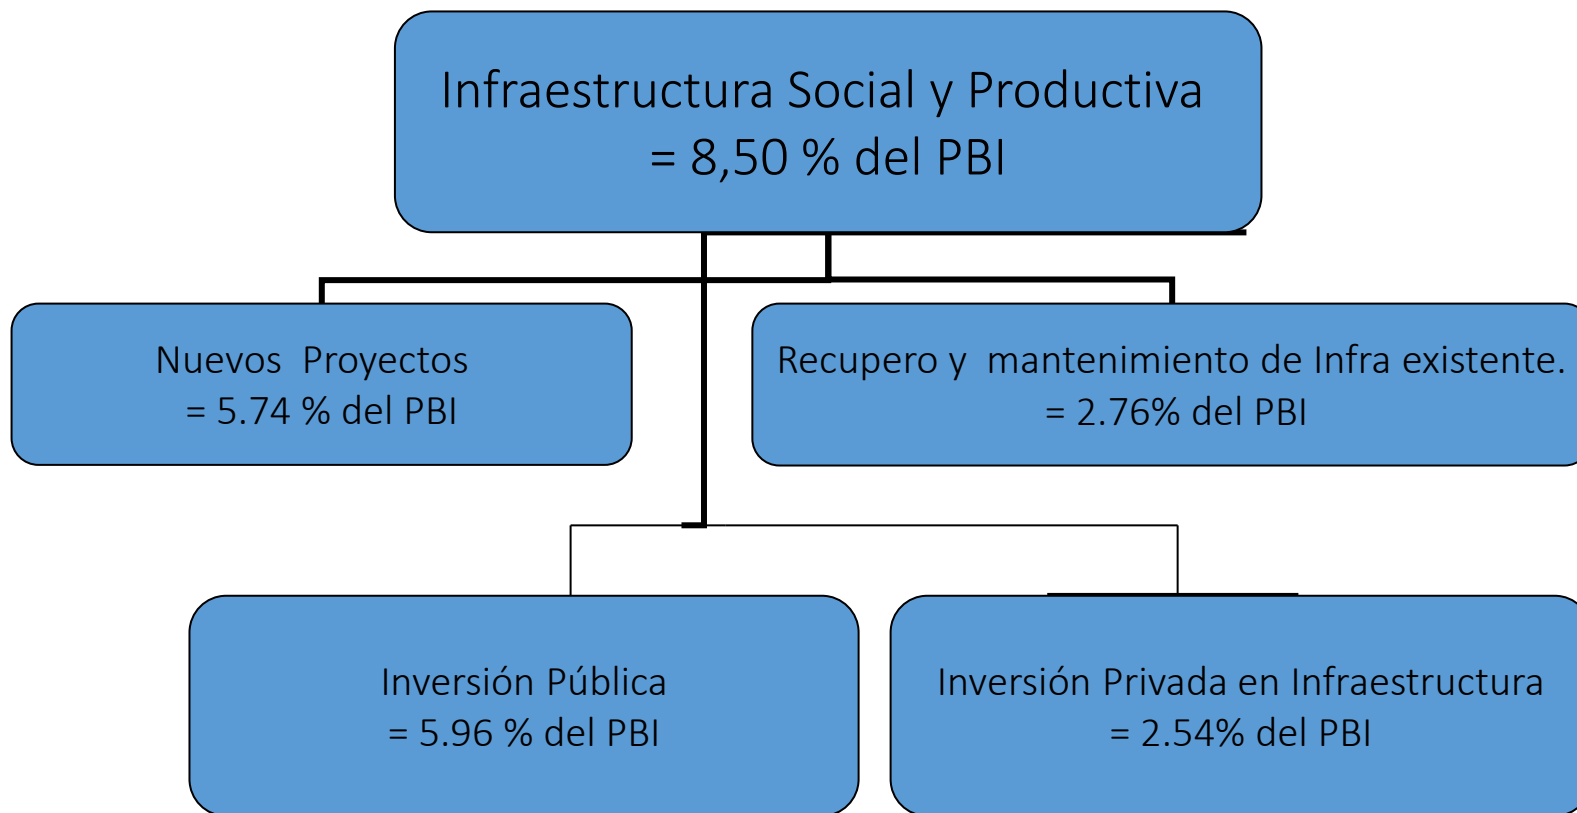 Infraestructura Social y Productiva
= 8,50 % del PBI
Nuevos  Proyectos
= 5.74 % del PBI
Recupero y  mantenimiento de Infra existente.
= 2.76% del PBI
Inversión Pública
= 5.96 % del PBI
Inversión Privada en Infraestructura
= 2.54% del PBI